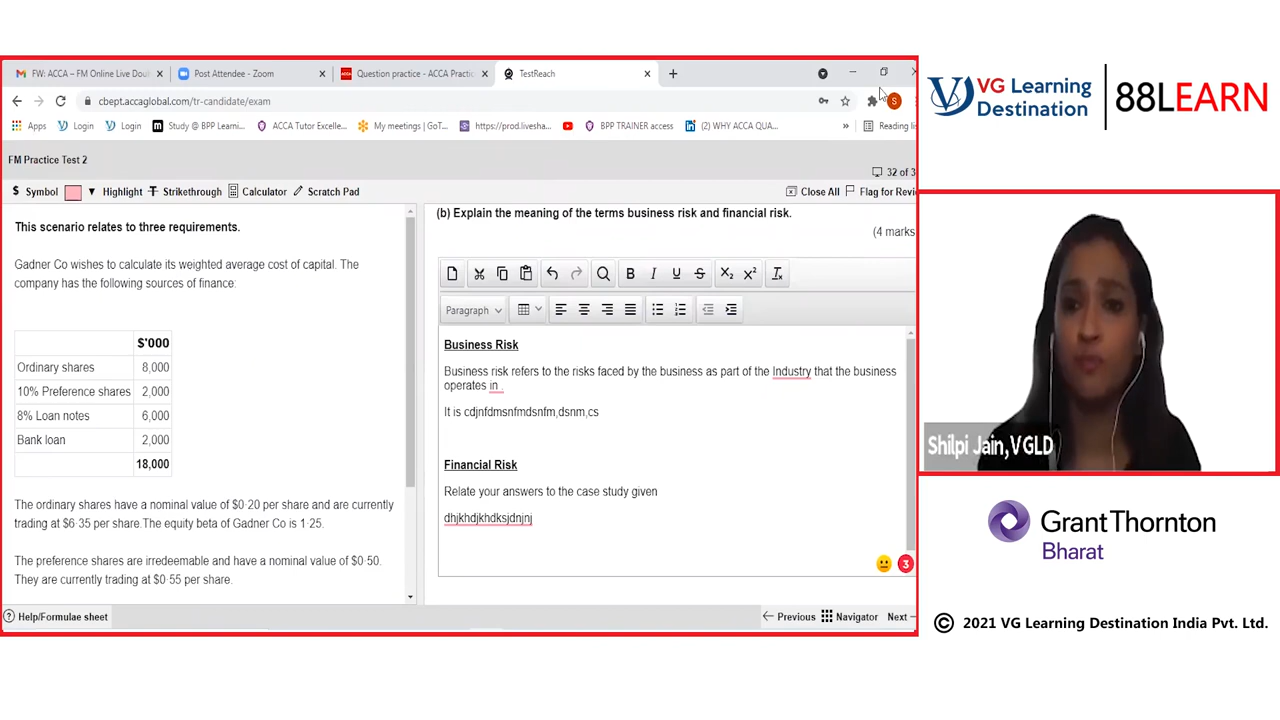 FW: ACCA – FM Online Live Dou
Post Attendee - Zoom
Question practice - ACCA Practic
TestReach
cbept.accaglobal.com/tr-candidate/exam
Apps
Login
Login
Study @ BPP Learni...
ACCA Tutor Excelle...
My meetings | GoT...
https://prod.livesha...
BPP TRAINER access
(2) WHY ACCA QUA...
»
Reading lis
FM Practice Test 2
32 of 3
$ Symbol
Highlight
Strikethrough
Calculator
Scratch Pad
Close All
Flag for Revie
This scenario relates to three requirements.
Gadner Co wishes to calculate its weighted average cost of capital. The
company has the following sources of finance:
$'000
Ordinary shares 8,000
10% Preference shares 2,000
8% Loan notes 6,000
Bank loan 2,000
18,000
The ordinary shares have a nominal value of $0·20 per share and are currently
trading at $6·35 per share.The equity beta of Gadner Co is 1·25.
The preference shares are irredeemable and have a nominal value of $0·50.
They are currently trading at $0·55 per share.
(b) Explain the meaning of the terms business risk and financial risk.
(4 marks
Paragraph
Business Risk
Business risk refers to the risks faced by the business as part of the Industry that the business
operates in .
It is cdjnfdmsnfmdsnfm,dsnm,cs
Financial Risk
Relate your answers to the case study given
dhjkhdjkhdksjdnjnj
3
Help/Formulae sheet
Previous
Navigator
Next
VG Learning
Destination
88LEARN
Shilpi Jain,VGLD
GrantThornton
Bharat
© 2021 VG Learning Destination India Pvt. Ltd.